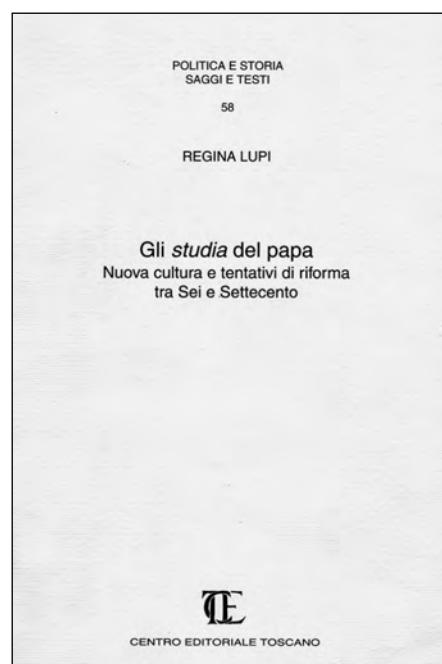 POLITICA E STORIA
SAGGI E TESTI
58
REGINA LUPI
Gli studia del papa
Nuova cultura e tentativi di riforma
tra Sei e Settecento
CENTRO EDITORIALE TOSCANO